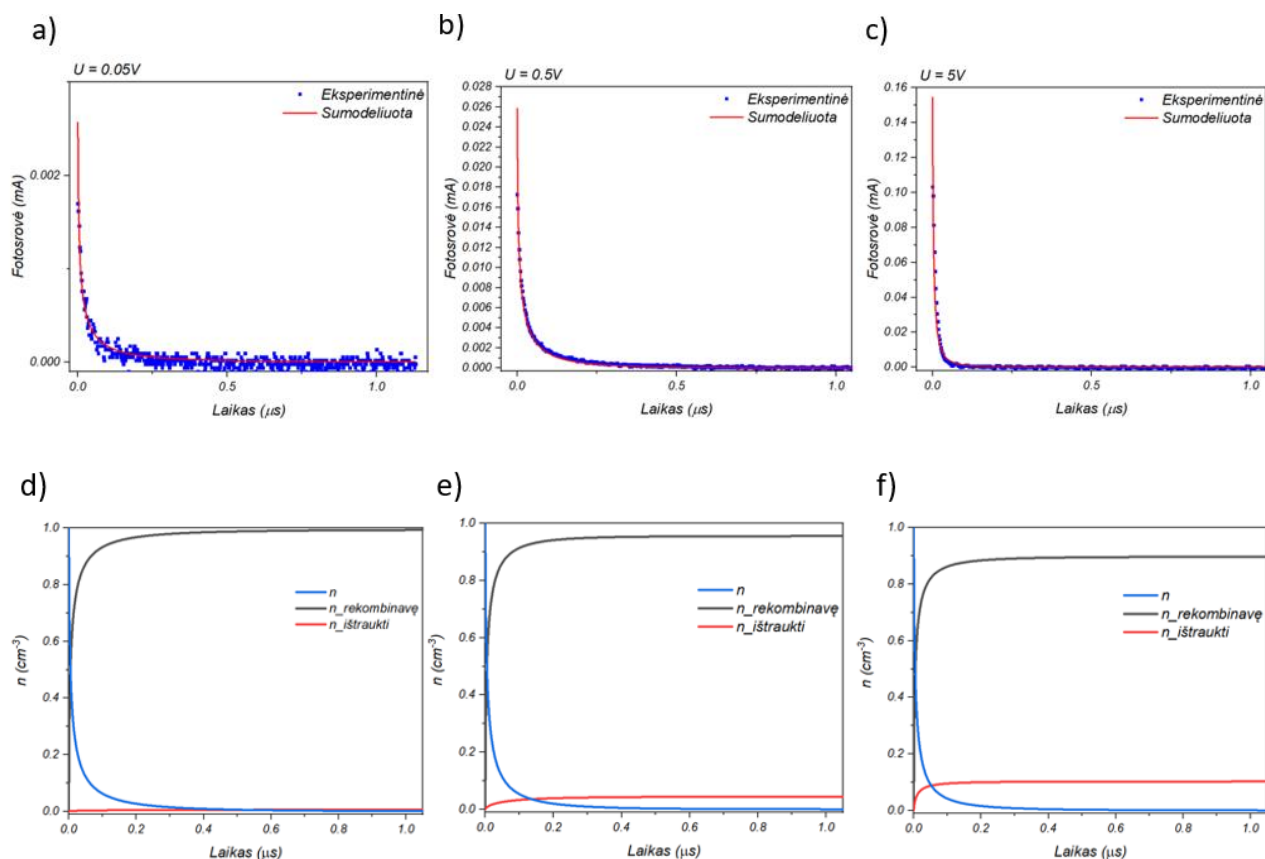 a)
U = 0.05V
Eksperimentinė
Sumodeliuota
0.002
0.000
Fotosrovė (mA)
0.0
0.5
1.0
Laikas (μs)
b)
U = 0.5V
Eksperimentinė
Sumodeliuota
0.028
0.026
0.024
0.022
0.020
0.018
0.016
0.014
0.012
0.010
0.008
0.006
0.004
0.002
0.000
Fotosrovė (mA)
0.0
0.5
1.0
Laikas (μs)
c)
U = 5V
Eksperimentinė
Sumodeliuota
0.16
0.14
0.12
0.10
0.08
0.06
0.04
0.02
0.00
Fotosrovė (mA)
0.0
0.5
1.0
Laikas (μs)
d)
1.0
0.8
0.6
0.4
0.2
0.0
n (cm⁻³)
n
n_rekombinavę
n_ištraukti
0.0
0.2
0.4
0.6
0.8
1.0
Laikas (μs)
e)
1.0
0.8
0.6
0.4
0.2
0.0
n (cm⁻³)
n
n_rekombinavę
n_ištraukti
0.0
0.2
0.4
0.6
0.8
1.0
Laikas (μs)
f)
1.0
0.8
0.6
0.4
0.2
0.0
n (cm⁻³)
n
n_rekombinavę
n_ištraukti
0.0
0.2
0.4
0.6
0.8
1.0
Laikas (μs)